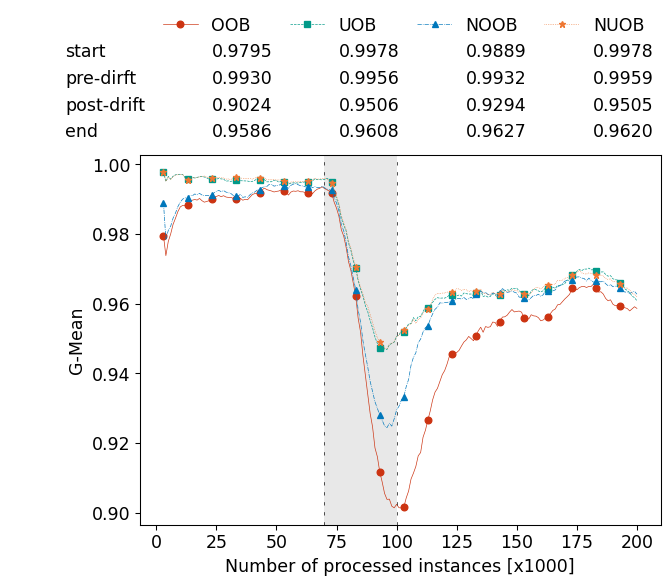 OOB UOB NOOB NUOB
start 0.9795 0.9978 0.9889 0.9978
pre-dirft 0.9930 0.9956 0.9932 0.9959
post-drift 0.9024 0.9506 0.9294 0.9505
end 0.9586 0.9608 0.9627 0.9620
1.00
0.98
0.96
0.94
0.92
0.90
G-Mean
0 25 50 75 100 125 150 175 200
Number of processed instances [x1000]